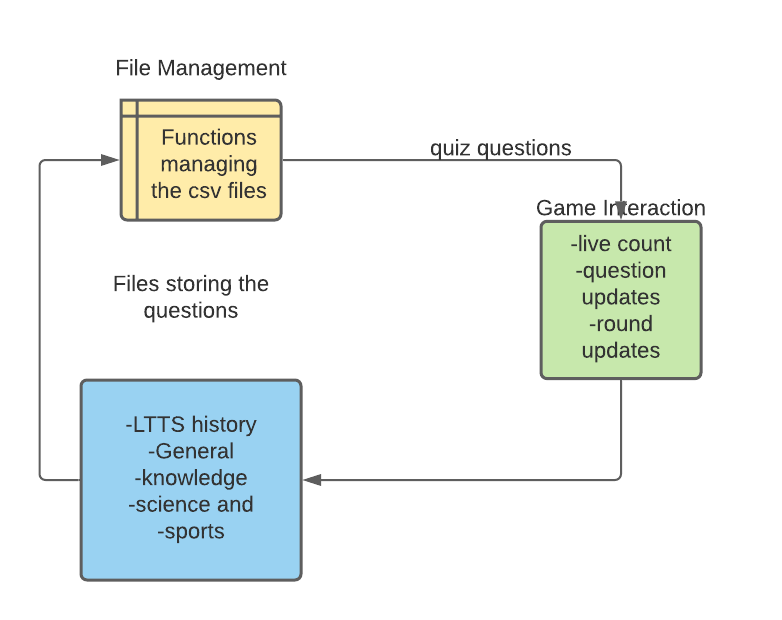 File Management
Functions
managing
the csv files
quiz questions
Game Interaction
-live count
-question
updates
-round
updates
Files storing the
questions
-LTTS history
-General
-knowledge
-science and
-sports